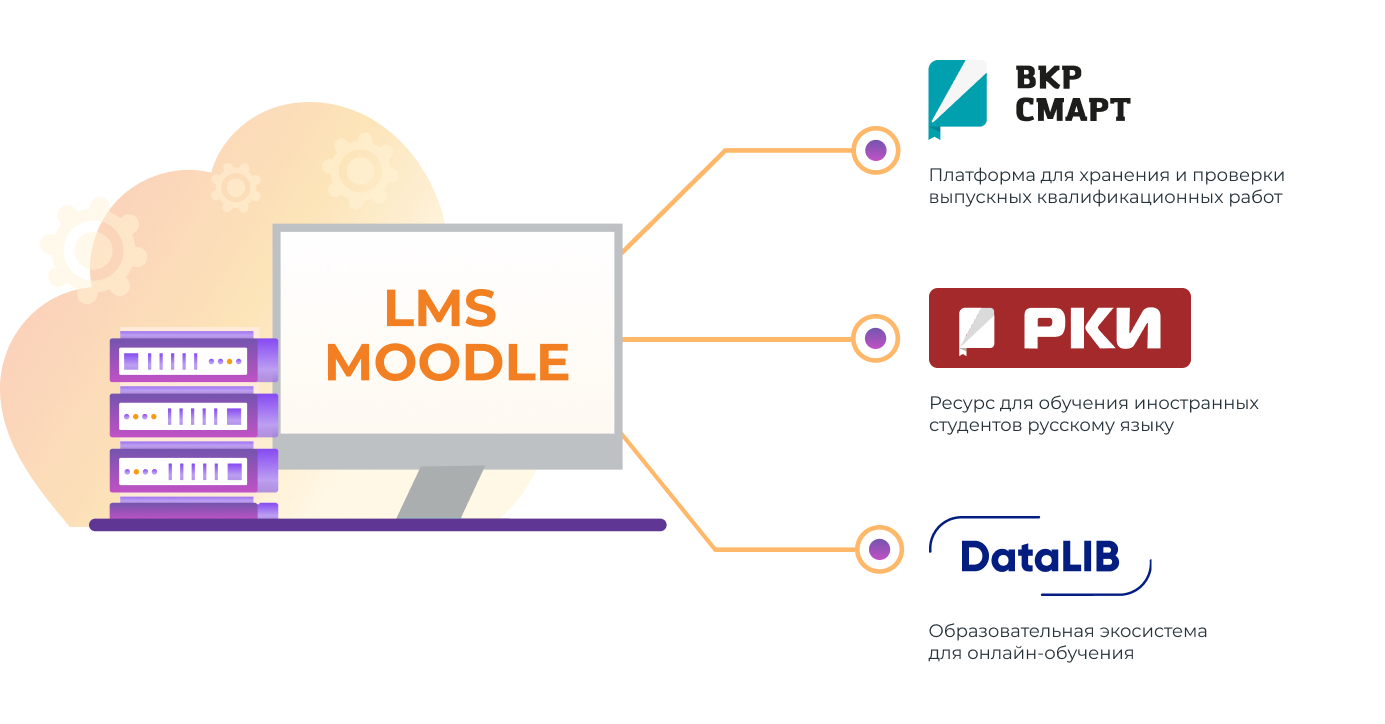 LMS
MOODLE
ВКР
СМАРТ
Платформа для хранения и проверки
выпускных квалификационных работ
РКИ
Ресурс для обучения иностранных
студентов русскому языку
DataLIB
Образовательная экосистема
для онлайн-обучения